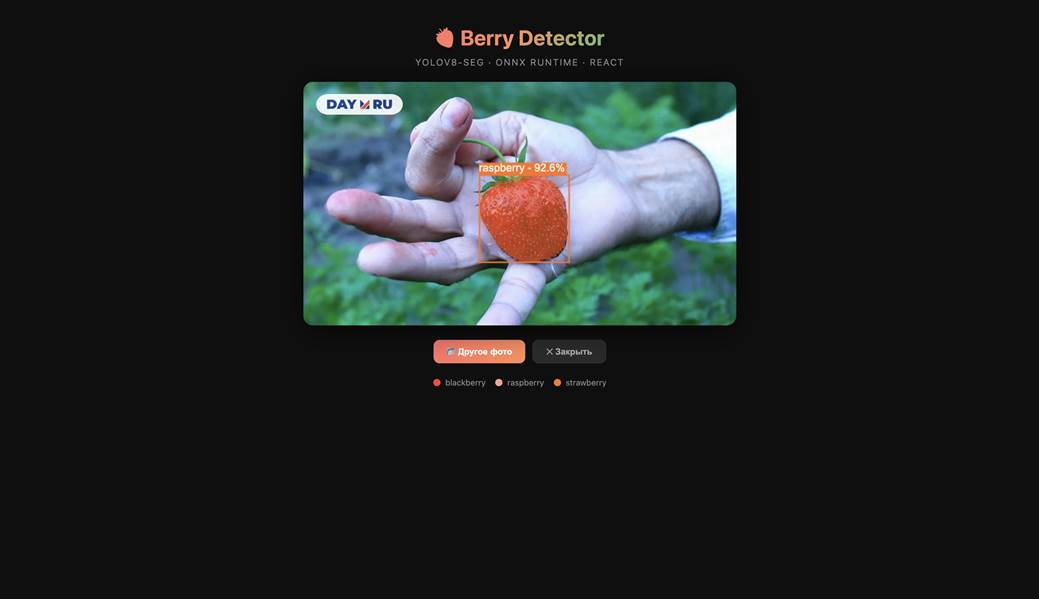 Berry Detector
YOLOV8-SEG · ONNX RUNTIME · REACT
DAY RU
raspberry - 92.6%
Другое фото
× Закрыть
blackberry raspberry strawberry